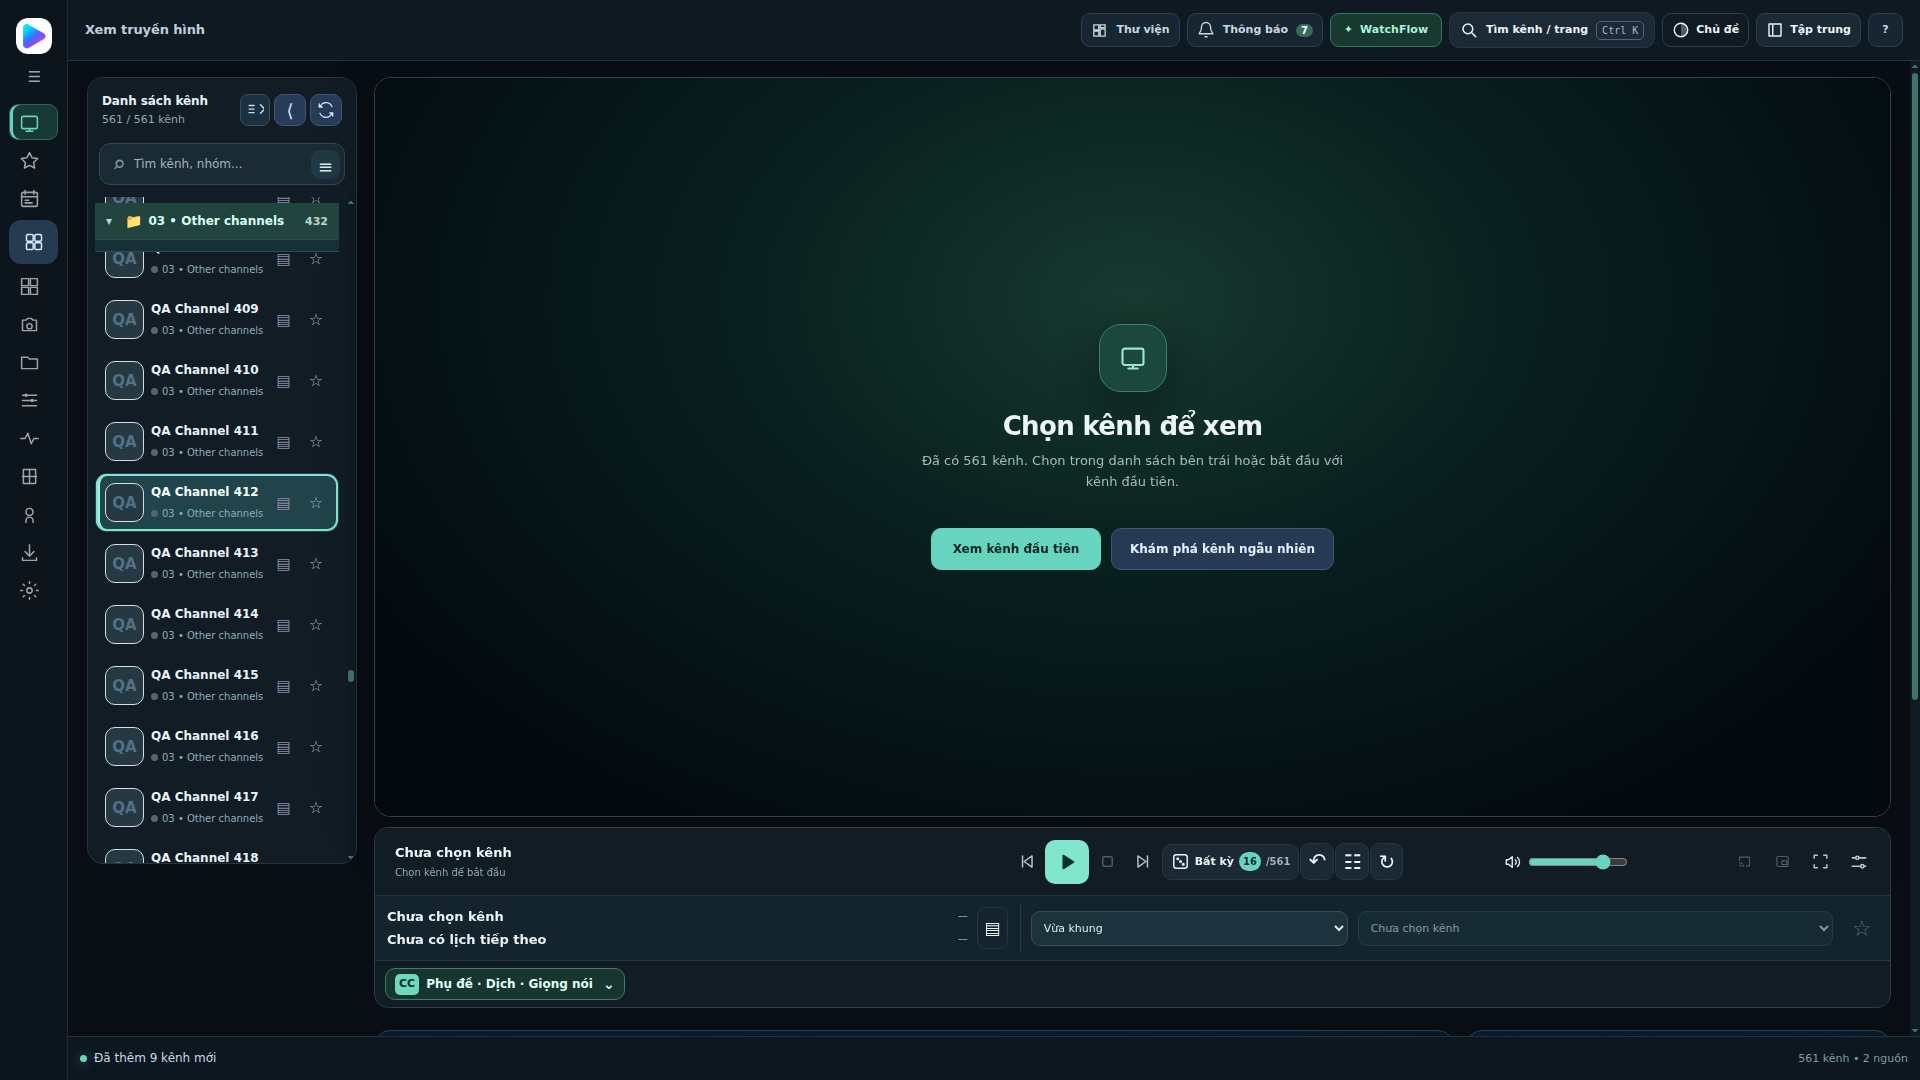 Xem truyền hình
Thư viện
Thông báo 7
WatchFlow
Tìm kênh / trang Ctrl K
Chủ đề
Tập trung
?
Danh sách kênh
561 / 561 kênh
Tìm kênh, nhóm...
03 • Other channels 432
QA
03 • Other channels
QA
QA Channel 409
03 • Other channels
QA
QA Channel 410
03 • Other channels
QA
QA Channel 411
03 • Other channels
QA
QA Channel 412
03 • Other channels
QA
QA Channel 413
03 • Other channels
QA
QA Channel 414
03 • Other channels
QA
QA Channel 415
03 • Other channels
QA
QA Channel 416
03 • Other channels
QA
QA Channel 417
03 • Other channels
QA Channel 418
Chọn kênh để xem
Đã có 561 kênh. Chọn trong danh sách bên trái hoặc bắt đầu với
kênh đầu tiên.
Xem kênh đầu tiên
Khám phá kênh ngẫu nhiên
Chưa chọn kênh
Chọn kênh để bắt đầu
Bất kỳ 16 /561
Chưa chọn kênh —
Chưa có lịch tiếp theo —
Vừa khung
Chưa chọn kênh
CC Phụ đề · Dịch · Giọng nói
Đã thêm 9 kênh mới
561 kênh • 2 nguồn